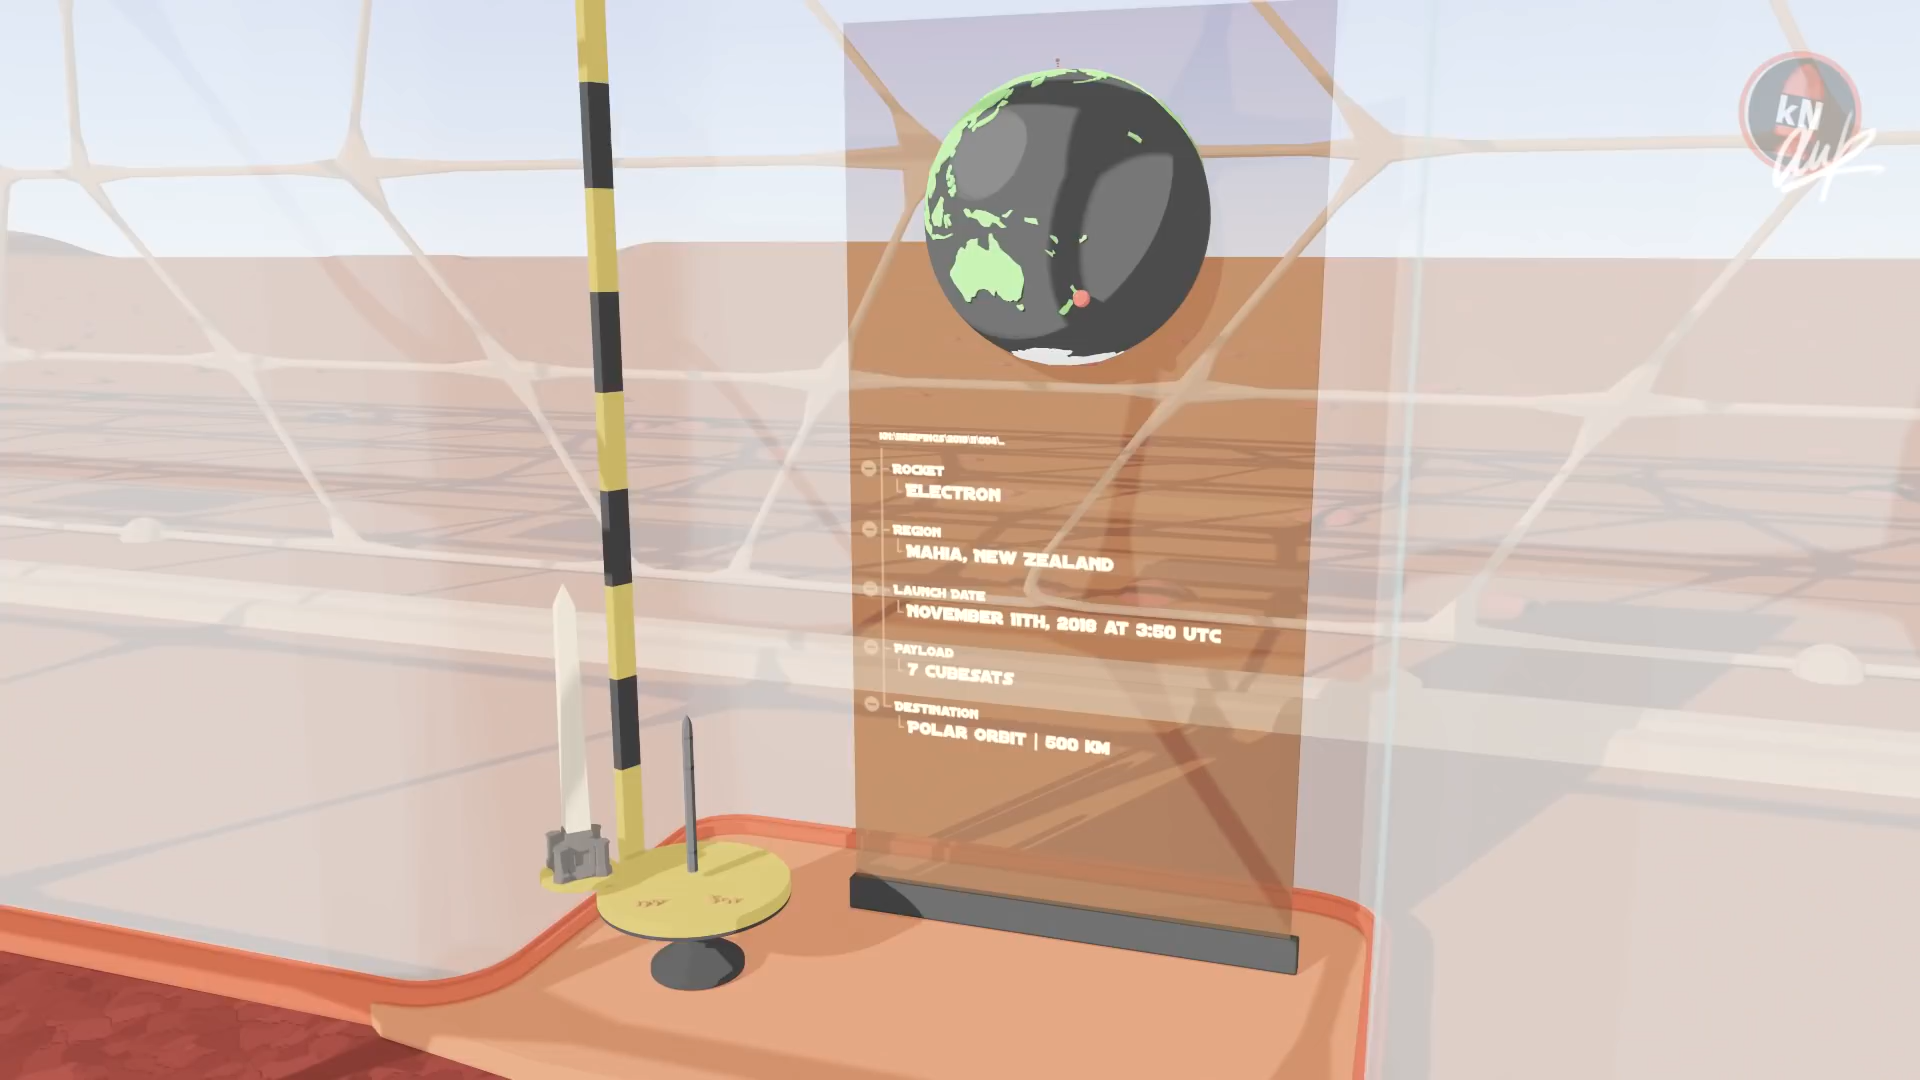 kN
ROCKET
ELECTRON
REGION
MAHIA, NEW ZEALAND
LAUNCH DATE
NOVEMBER 11TH, 2018 AT 3:50 UTC
PAYLOAD
7 CUBESATS
DESTINATION
POLAR ORBIT | 500 KM